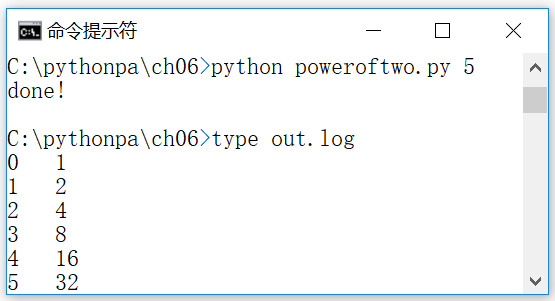 命令提示符
C:\pythonpa\ch06>python poweroftwo.py 5
done!
C:\pythonpa\ch06>type out.log
0   1
1   2
2   4
3   8
4   16
5   32